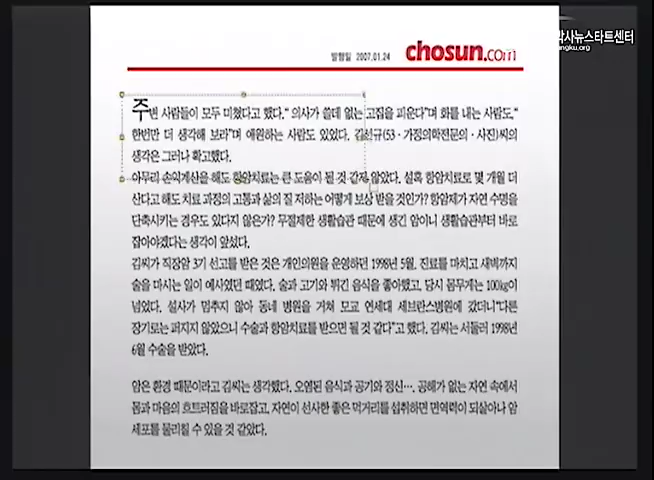 박사뉴스타트센터
발행일 2007.01.24 chosun.com
주변 사람들이 모두 미쳤다고 했다.“ 의사가 쓸데 없는 고집을 피운다”며 화를 내는 사람도,“
한번만 더 생각해 보라”며 애원하는 사람도 있었다. 김선규(53·가정의학전문의·사진)씨의
생각은 그러나 확고했다.
아무리 손익계산을 해도 항암치료는 큰 도움이 될 것 같지 않았다. 설혹 항암치료로 몇 개월 더
산다고 해도 치료 과정의 고통과 삶의 질 저하는 어떻게 보상 받을 것인가? 항암제가 자연 수명을
단축시키는 경우도 있다지 않은가? 무절제한 생활습관 때문에 생긴 암이니 생활습관부터 바로
잡아야겠다는 생각이 앞섰다.
김씨가 직장암 3기 선고를 받은 것은 개인의원을 운영하던 1998년 5월. 진료를 마치고 새벽까지
술을 마시는 일이 예사였던 때였다. 술과 고기와 튀긴 음식을 좋아했고, 당시 몸무게는 100kg이
넘었다. 설사가 멈추지 않아 동네 병원을 거쳐 모교 연세대 세브란스병원에 갔더니“다른
장기로는 퍼지지 않았으니 수술과 항암치료를 받으면 될 것 같다”고 했다. 김씨는 서둘러 1998년
6월 수술을 받았다.
암은 환경 때문이라고 김씨는 생각했다. 오염된 음식과 공기와 정신…. 공해가 없는 자연 속에서
몸과 마음의 흐트러짐을 바로잡고, 자연이 선사한 좋은 먹거리를 섭취하면 면역력이 되살아나 암
세포를 물리칠 수 있을 것 같았다.